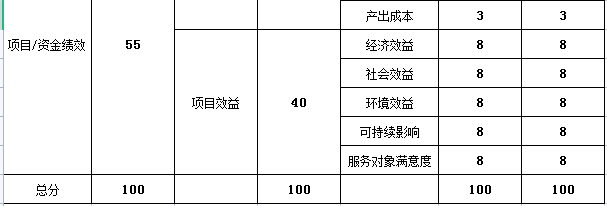 产出成本 3 3
项目/资金绩效 55 经济效益 8 8
社会效益 8 8
项目效益 40 环境效益 8 8
可持续影响 8 8
服务对象满意度 8 8
总分 100 100 100 100